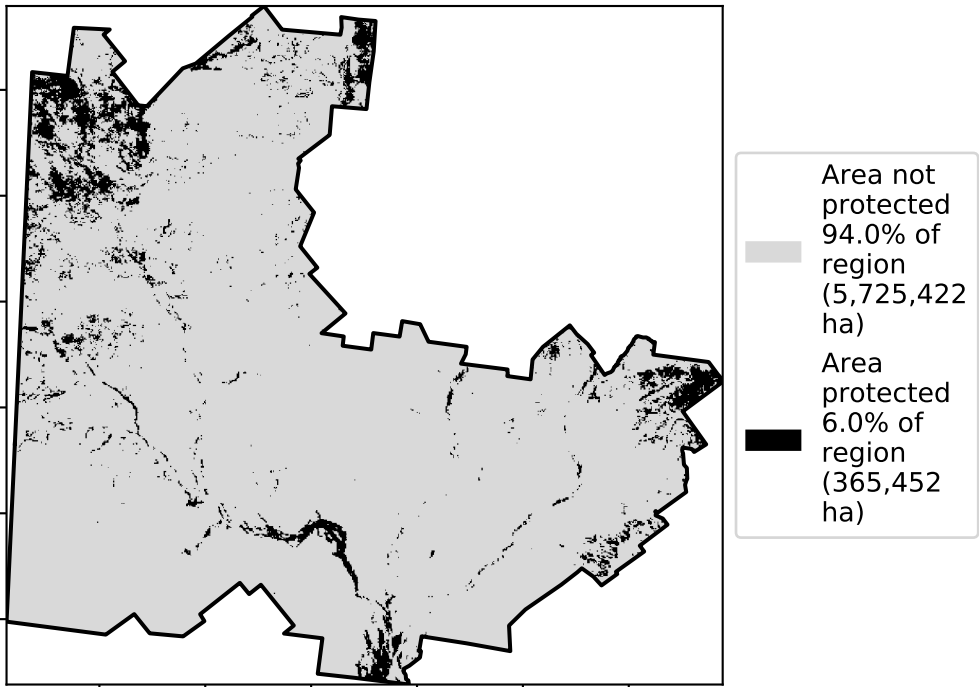 Area not
protected
94.0% of
region
(5,725,422
ha)
Area
protected
6.0% of
region
(365,452
ha)